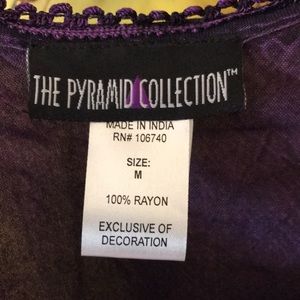 THE PYRAMID COLLECTION™
MADE IN INDIA
RN# 106740
SIZE:
M
100% RAYON
EXCLUSIVE OF
DECORATION